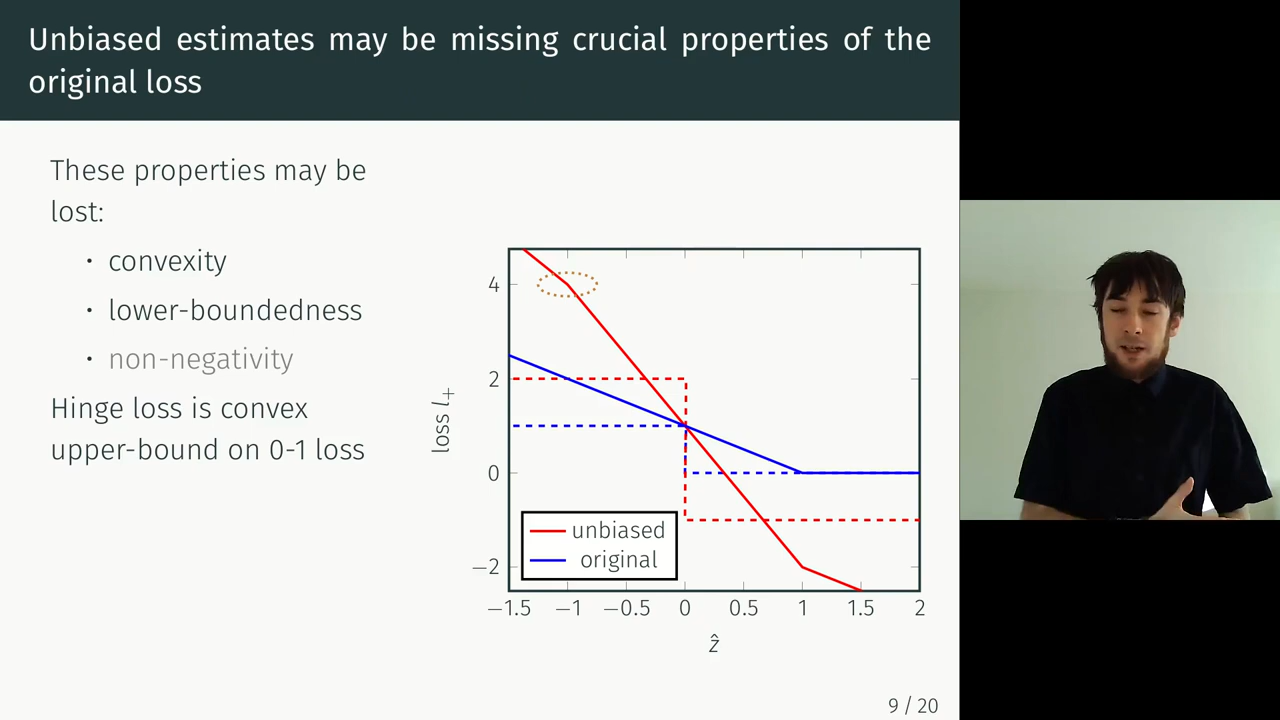 Unbiased estimates may be missing crucial properties of the
original loss
These properties may be
lost:
• convexity
• lower-boundedness
• non-negativity
Hinge loss is convex
upper-bound on 0-1 loss
4
2
0
−2
loss l₊
unbiased
original
−1.5 −1 −0.5 0 0.5 1 1.5 2
ẑ
9 / 20